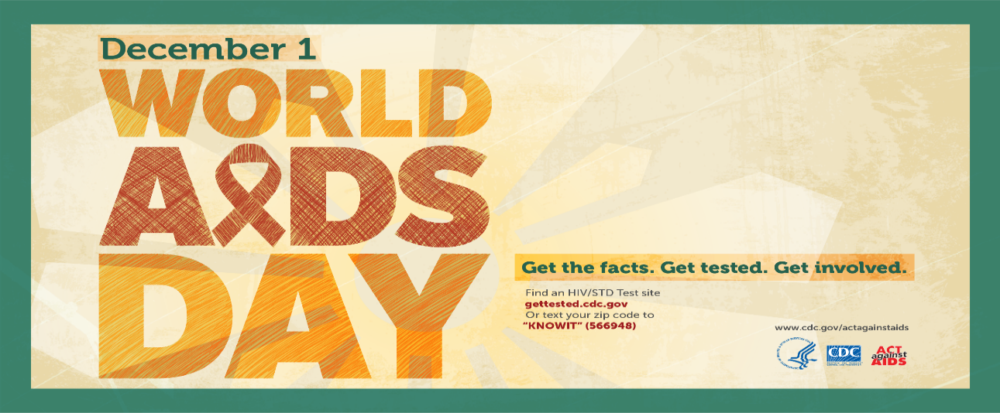 December 1
WORLD
AIDS
DAY
Get the facts. Get tested. Get involved.
Find an HIV/STD Test site
gettested.cdc.gov
Or text your zip code to
“KNOWIT” (566948)
www.cdc.gov/actagainstaids
CDC
ACT
against
AIDS